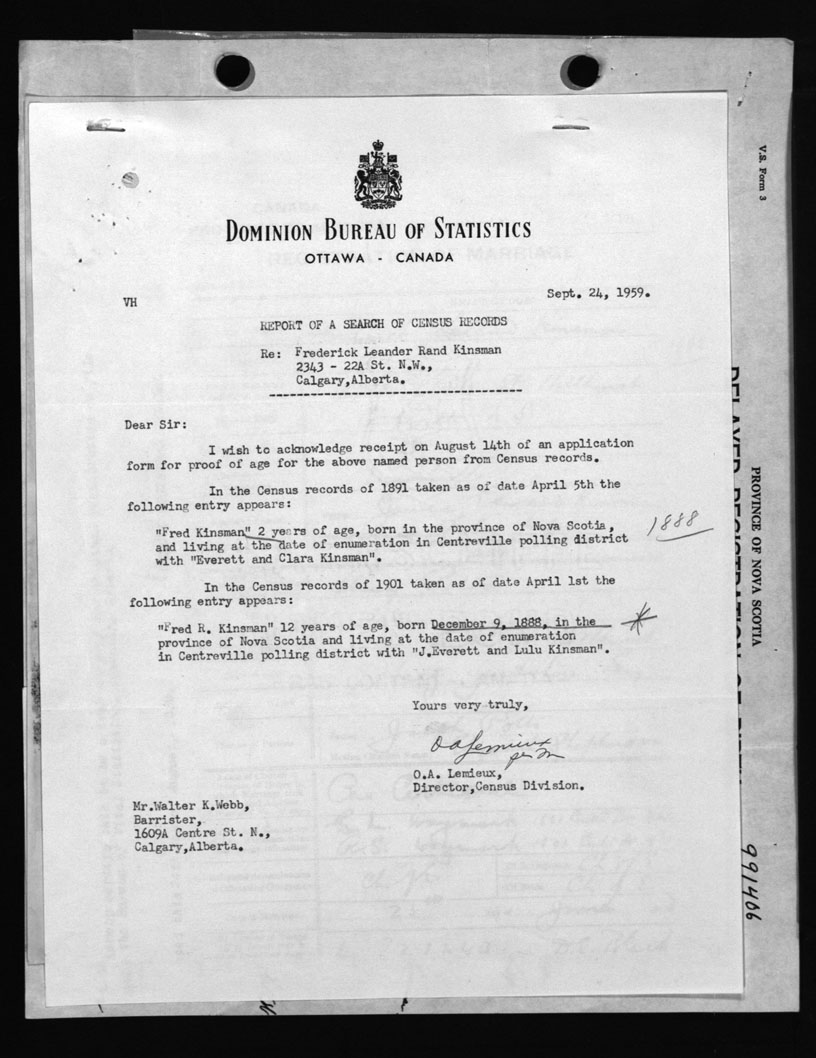 DOMINION BUREAU OF STATISTICS
OTTAWA - CANADA
VH
Sept. 24, 1959.
REPORT OF A SEARCH OF CENSUS RECORDS
Re: Frederick Leander Rand Kinsman
2343 - 22A St. N.W.,
Calgary,Alberta.
Dear Sir:
I wish to acknowledge receipt on August 14th of an application
form for proof of age for the above named person from Census records.
In the Census records of 1891 taken as of date April 5th the
following entry appears:
"Fred Kinsman" 2 years of age, born in the province of Nova Scotia,
and living at the date of enumeration in Centreville polling district
with "Everett and Clara Kinsman".
1888
In the Census records of 1901 taken as of date April 1st the
following entry appears:
"Fred R. Kinsman" 12 years of age, born December 9, 1888, in the
province of Nova Scotia and living at the date of enumeration
in Centreville polling district with "J.Everett and Lulu Kinsman".
Yours very truly,
O A Lemieux
per
O.A. Lemieux,
Director,Census Division.
Mr.Walter K.Webb,
Barrister,
1609A Centre St. N.,
Calgary,Alberta.
V.S. Form 3
PROVINCE OF NOVA SCOTIA
991406